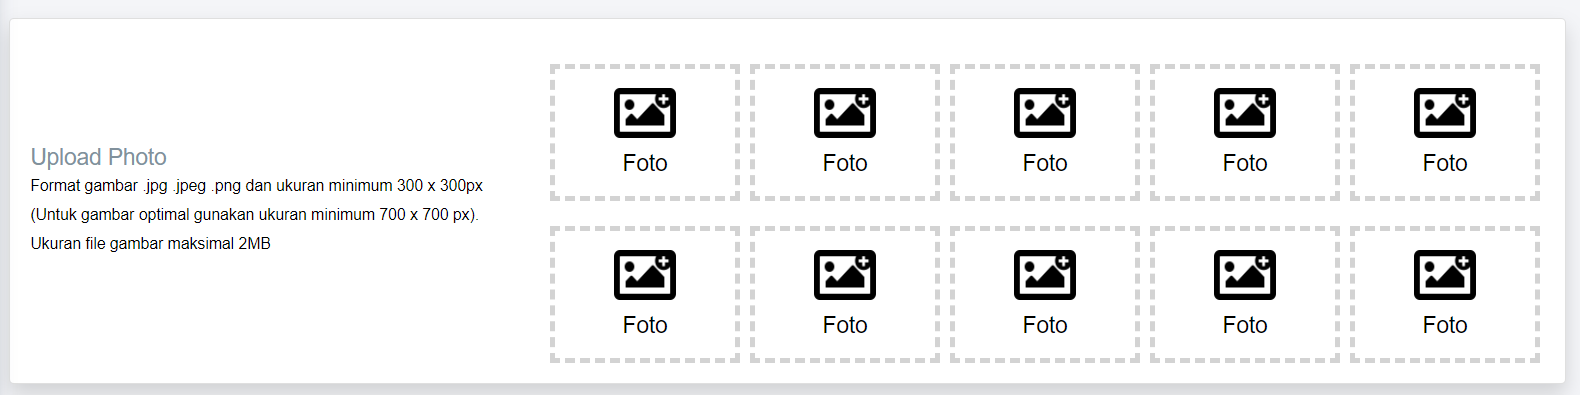 Upload Photo
Format gambar .jpg .jpeg .png dan ukuran minimum 300 x 300px
(Untuk gambar optimal gunakan ukuran minimum 700 x 700 px).
Ukuran file gambar maksimal 2MB
Foto Foto Foto Foto Foto
Foto Foto Foto Foto Foto